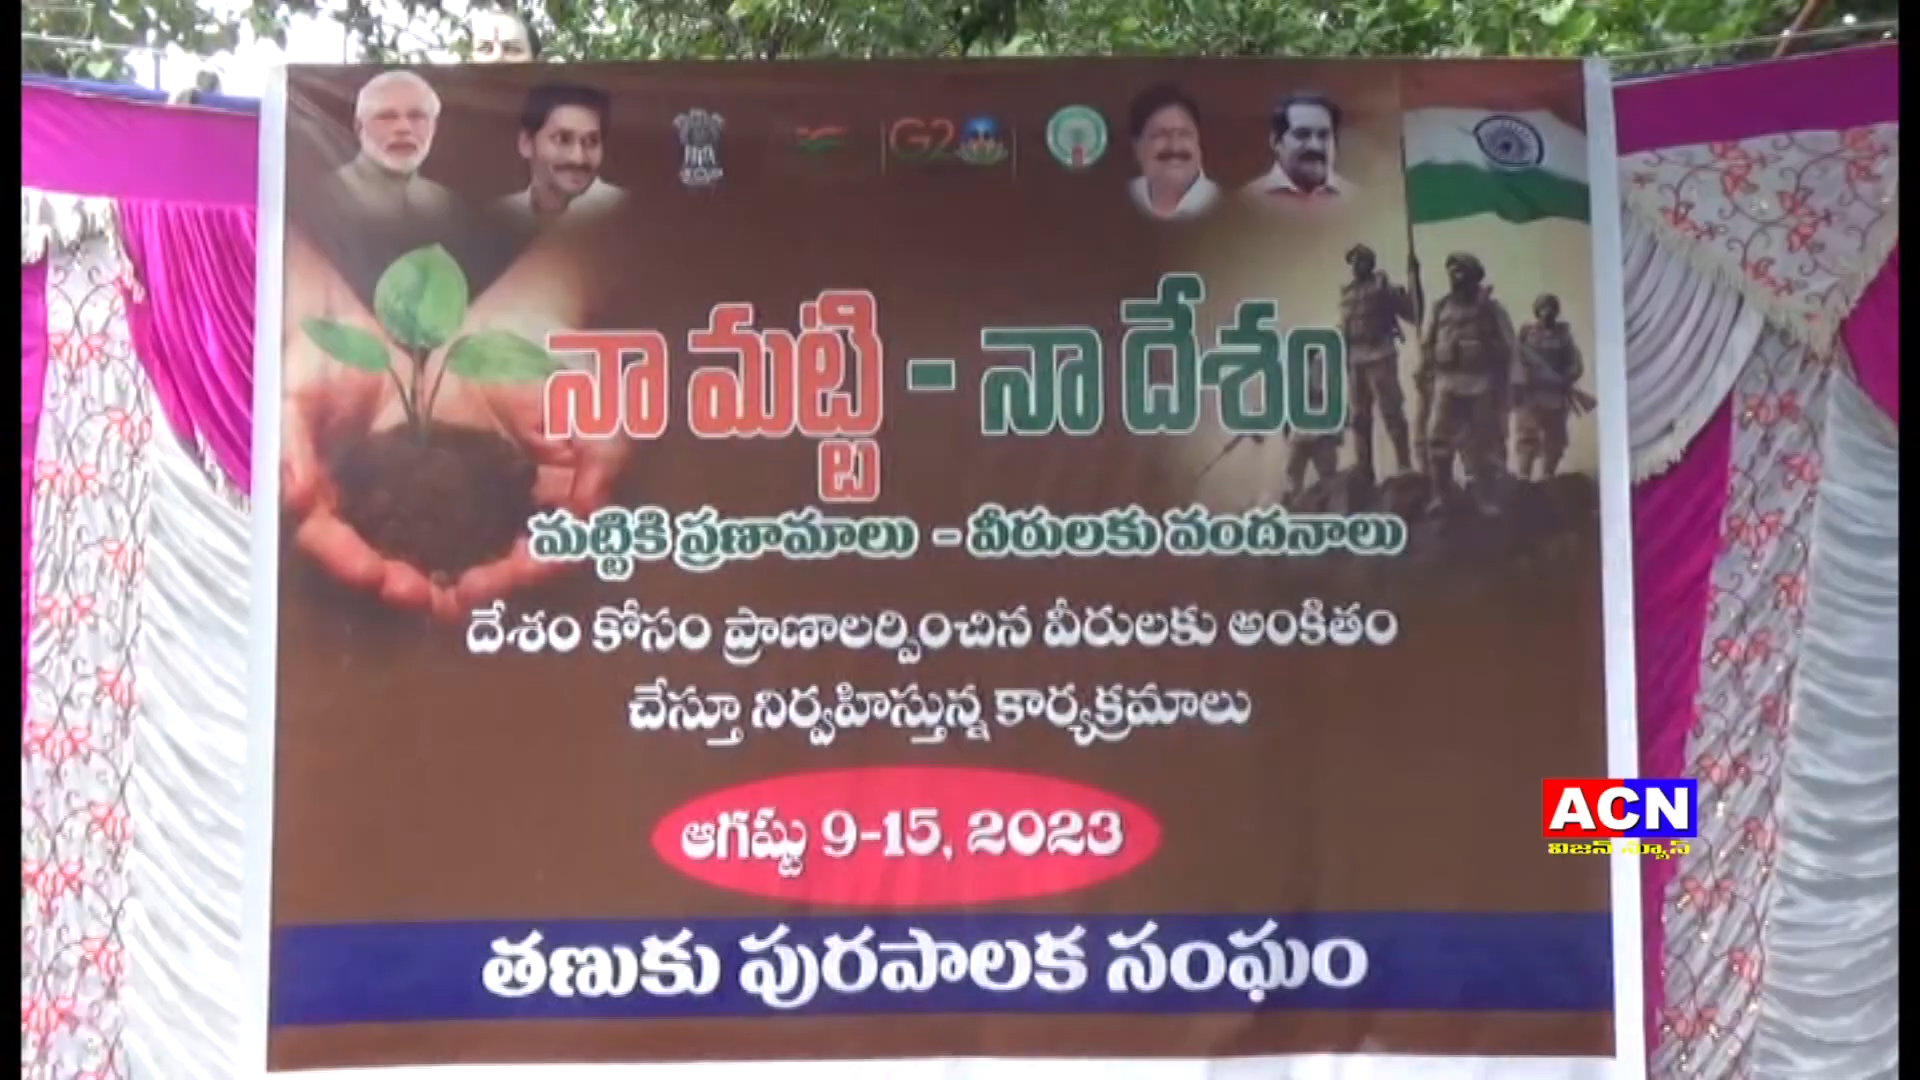 G20
నా మట్టి - నా దేశం
మట్టికి ప్రణామాలు - వీరులకు వందనాలు
దేశం కోసం ప్రాణాలర్పించిన వీరులకు అంకితం
చేస్తూ నిర్వహిస్తున్న కార్యక్రమాలు
ఆగష్టు 9-15, 2023
తణుకు పురపాలక సంఘం
ACN
విజన్ న్యూస్